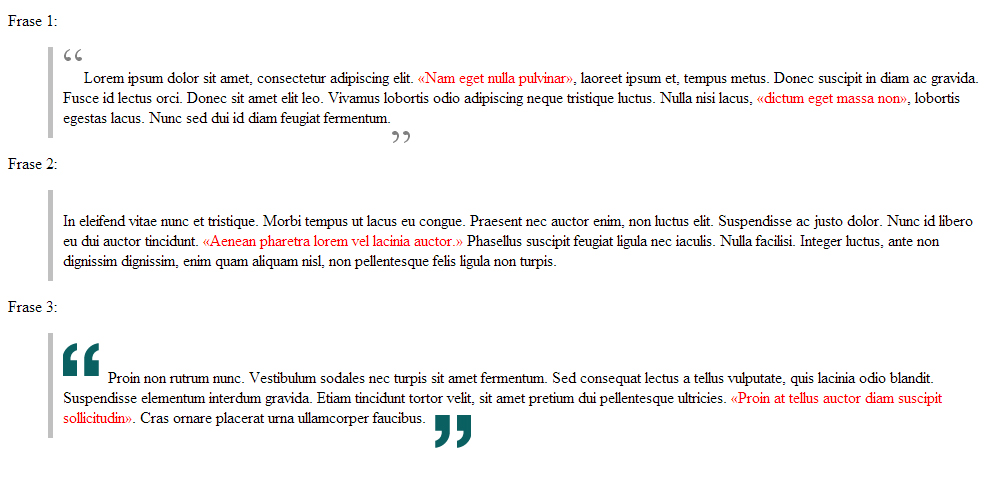 Frase 1:
“
Lorem ipsum dolor sit amet, consectetur adipiscing elit. «Nam eget nulla pulvinar», laoreet ipsum et, tempus metus. Donec suscipit in diam ac gravida.
Fusce id lectus orci. Donec sit amet elit leo. Vivamus lobortis odio adipiscing neque tristique luctus. Nulla nisi lacus, «dictum eget massa non», lobortis
egestas lacus. Nunc sed dui id diam feugiat fermentum.
”
Frase 2:
In eleifend vitae nunc et tristique. Morbi tempus ut lacus eu congue. Praesent nec auctor enim, non luctus elit. Suspendisse ac justo dolor. Nunc id libero
eu dui auctor tincidunt. «Aenean pharetra lorem vel lacinia auctor.» Phasellus suscipit feugiat ligula nec iaculis. Nulla facilisi. Integer luctus, ante non
dignissim dignissim, enim quam aliquam nisl, non pellentesque felis ligula non turpis.
Frase 3:
“ Proin non rutrum nunc. Vestibulum sodales nec turpis sit amet fermentum. Sed consequat lectus a tellus vulputate, quis lacinia odio blandit.
Suspendisse elementum interdum gravida. Etiam tincidunt tortor velit, sit amet pretium dui pellentesque ultricies. «Proin at tellus auctor diam suscipit
sollicitudin». Cras ornare placerat urna ullamcorper faucibus. ”